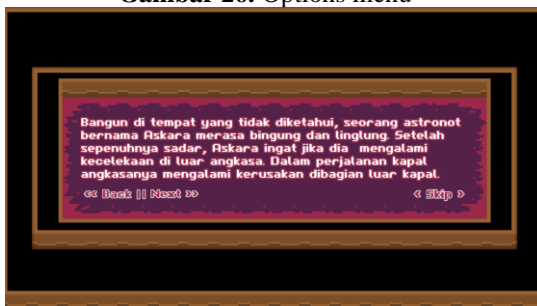 Gambar 20. Options menu
Bangun di tempat yang tidak diketahui, seorang astronot
bernama Askara merasa bingung dan linglung. Setelah
sepenuhnya sadar, Askara ingat jika dia mengalami
kecelekaan di luar angkasa. Dalam perjalanan kapal
angkasanya mengalami kerusakan dibagian luar kapal.
<< Back || Next >> < Skip >